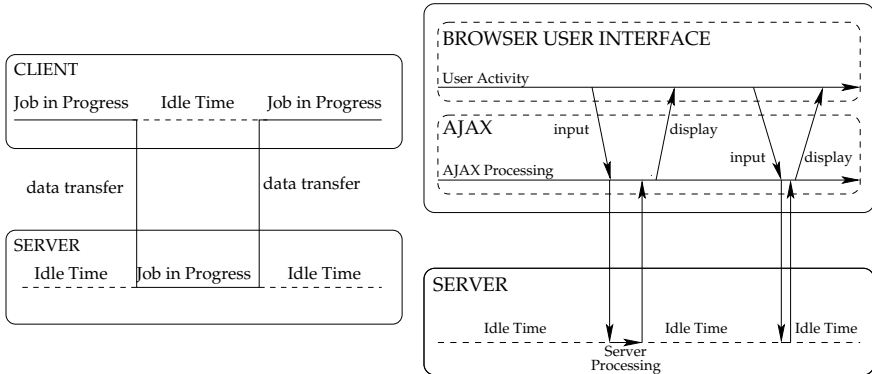 CLIENT
Job in Progress Idle Time Job in Progress
data transfer data transfer
SERVER
Idle Time Job in Progress Idle Time
BROWSER USER INTERFACE
User Activity
AJAX
input display input display
AJAX Processing
SERVER
Idle Time Idle Time Idle Time
Server
Processing